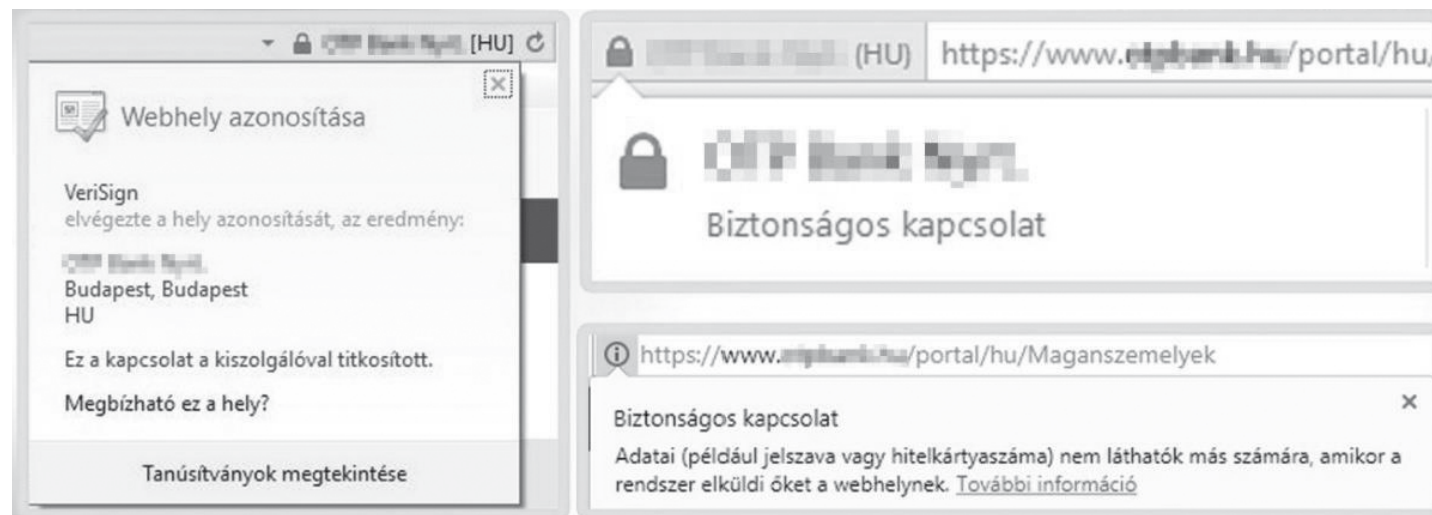 [HU]
Webhely azonosítása
VeriSign
elvégezte a hely azonosítását, az eredmény:
Budapest, Budapest
HU
Ez a kapcsolat a kiszolgálóval titkosított.
Megbízható ez a hely?
Tanúsítványok megtekintése
(HU) https://www. /portal/hu/
Biztonságos kapcsolat
https://www. /portal/hu/Maganszemelyek
Biztonságos kapcsolat
Adatai (például jelszava vagy hitelkártyaszáma) nem láthatók más számára, amikor a
rendszer elküldi őket a webhelynek. További információ